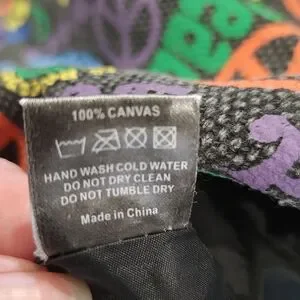 100% CANVAS
HAND WASH COLD WATER
DO NOT DRY CLEAN
DO NOT TUMBLE DRY
Made in China